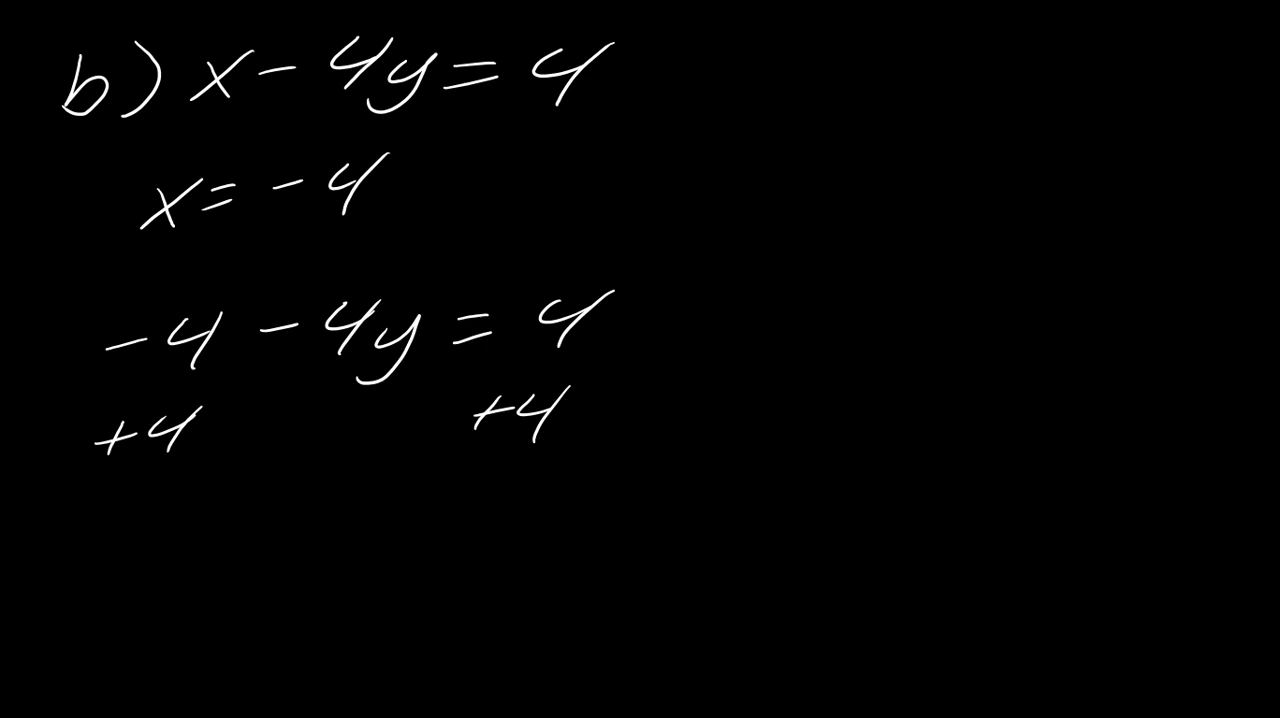 b) x - 4y = 4
x = -4
-4 - 4y = 4
+4 +4